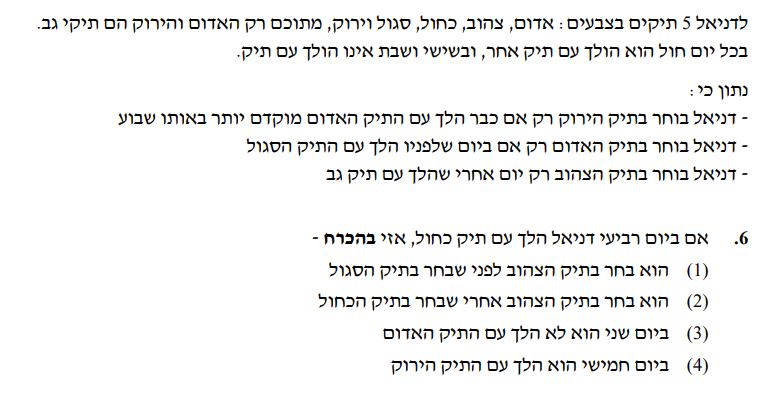 לדניאל 5 תיקים בצבעים : אדום, צהוב, כחול, סגול וירוק, מתוכם רק האדום והירוק הם תיקי גב.
בכל יום חול הוא הולך עם תיק אחר, ובשישי ושבת אינו הולך עם תיק.
נתון כי :
- דניאל בוחר בתיק הירוק רק אם כבר הלך עם התיק האדום מוקדם יותר באותו שבוע
- דניאל בוחר בתיק האדום רק אם ביום שלפניו הלך עם התיק הסגול
- דניאל בוחר בתיק הצהוב רק יום אחרי שהלך עם תיק גב
6. אם ביום רביעי דניאל הלך עם תיק כחול, אזי בהכרח -
(1) הוא בחר בתיק הצהוב לפני שבחר בתיק הסגול
(2) הוא בחר בתיק הצהוב אחרי שבחר בתיק הכחול
(3) ביום שני הוא לא הלך עם התיק האדום
(4) ביום חמישי הוא הלך עם התיק הירוק